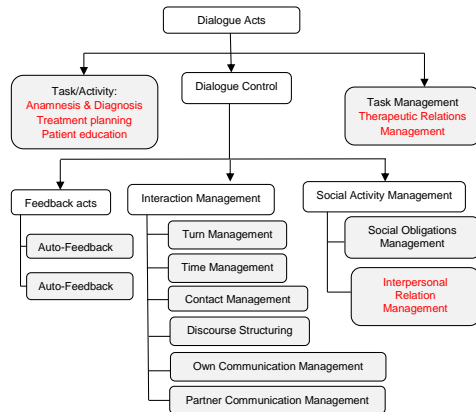 Dialogue Acts
Task/Activity:
Anamnesis & Diagnosis
Treatment planning
Patient education
Dialogue Control
Task Management
Therapeutic Relations
Management
Feedback acts
Auto-Feedback
Auto-Feedback
Interaction Management
Turn Management
Time Management
Contact Management
Discourse Structuring
Own Communication Management
Partner Communication Management
Social Activity Management
Social Obligations
Management
Interpersonal
Relation
Management